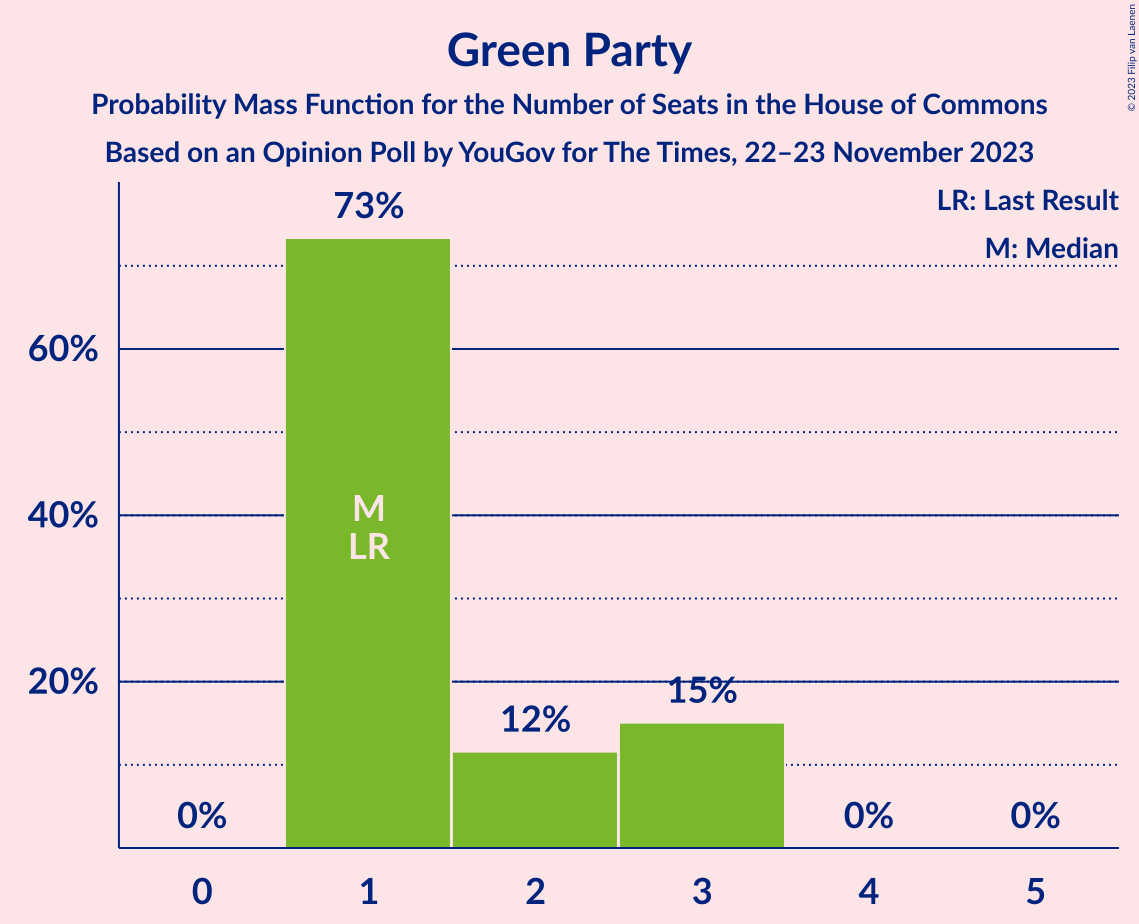 Green Party
Probability Mass Function for the Number of Seats in the House of Commons
Based on an Opinion Poll by YouGov for The Times, 22–23 November 2023
© 2023 Filip van Laenen
LR: Last Result
M: Median
73%
60%
40%
20%
M
LR
0%
12%
15%
0%
0%
0
1
2
3
4
5